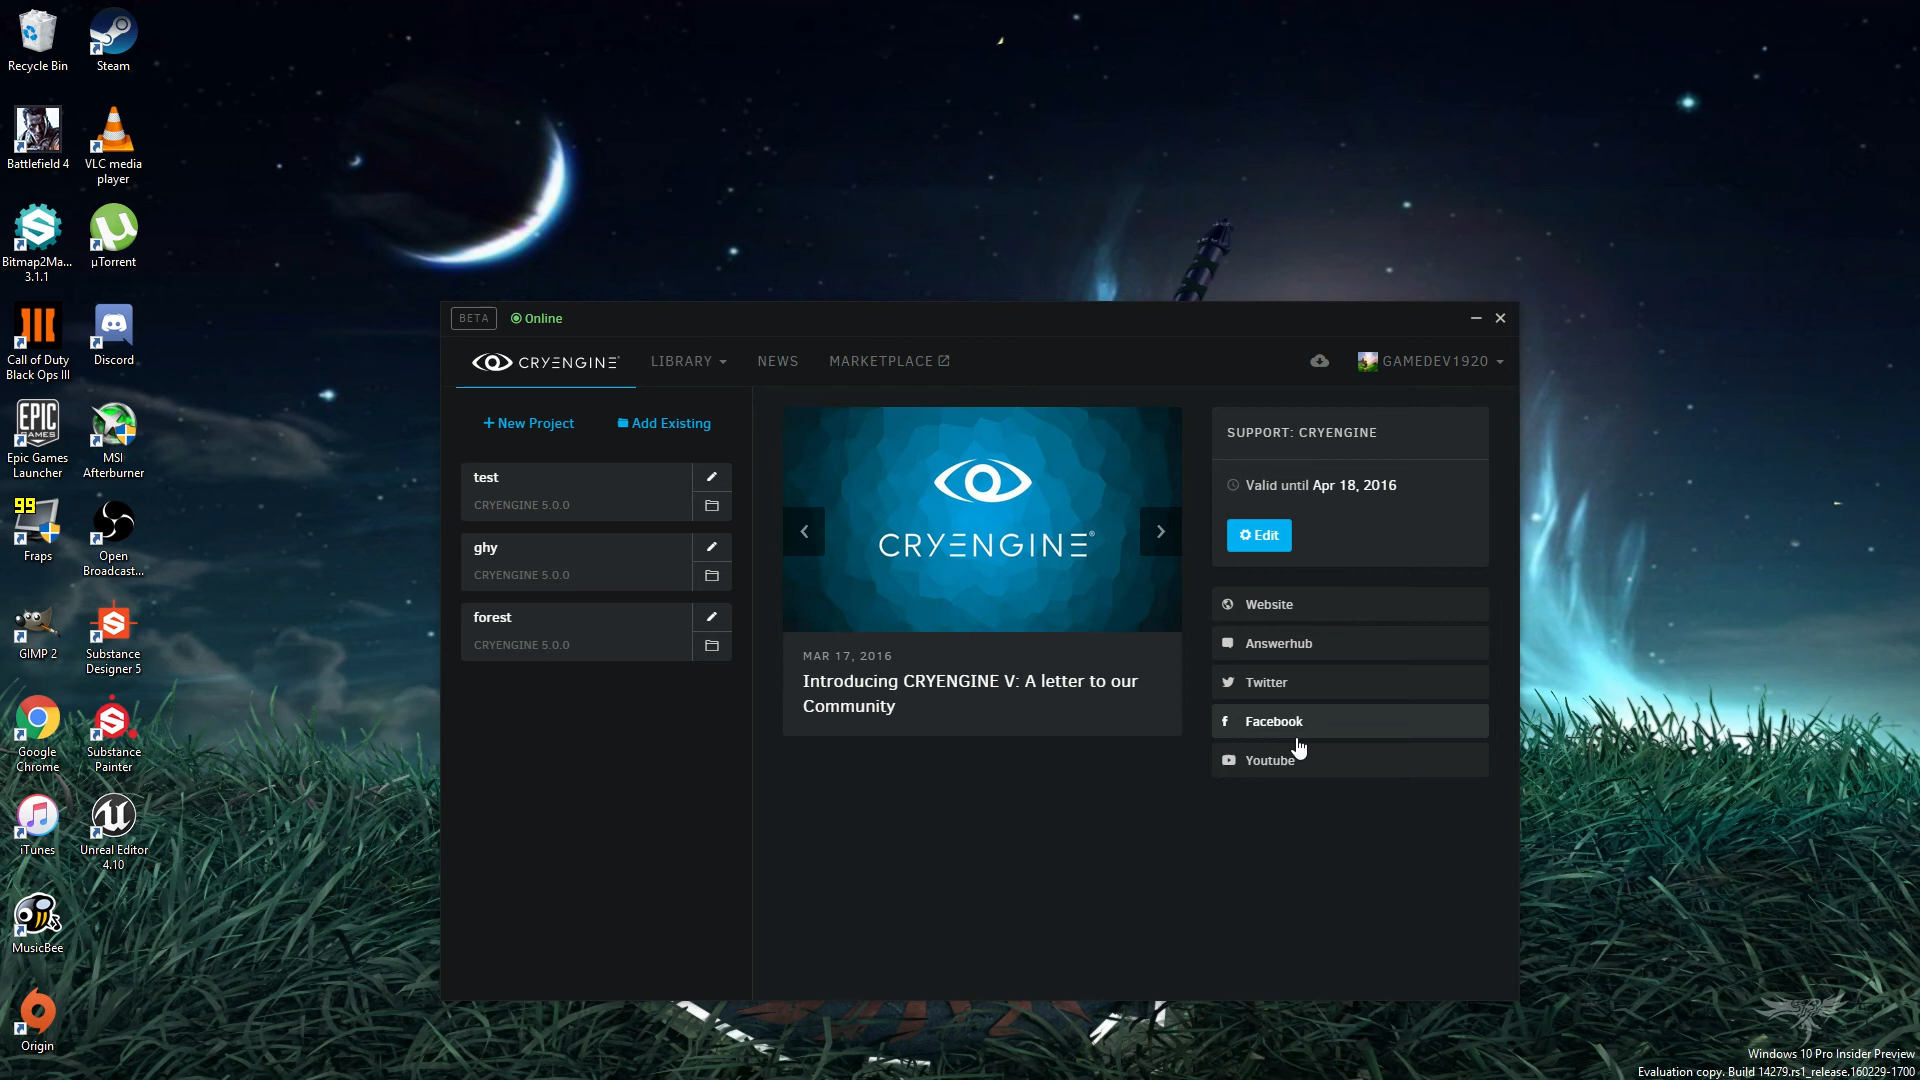 Recycle Bin
Steam
Battlefield 4
VLC media
player
Bitmap2Ma...
3.1.1
µTorrent
Call of Duty
Black Ops III
Discord
EPIC
GAMES
Epic Games
Launcher
MSI
Afterburner
99
Fraps
Open
Broadcast...
GIMP 2
Substance
Designer 5
Google
Chrome
Substance
Painter
iTunes
Unreal Editor
4.10
MusicBee
Origin
BETA
Online
CRYENGINE®
LIBRARY
NEWS
MARKETPLACE
GAMEDEV1920
New Project
Add Existing
test
CRYENGINE 5.0.0
ghy
CRYENGINE 5.0.0
forest
CRYENGINE 5.0.0
CRYENGINE®
MAR 17, 2016
Introducing CRYENGINE V: A letter to our
Community
SUPPORT: CRYENGINE
Valid until Apr 18, 2016
Edit
Website
Answerhub
Twitter
Facebook
Youtube
Windows 10 Pro Insider Preview
Evaluation copy. Build 14279.rs1_release.160229-1700